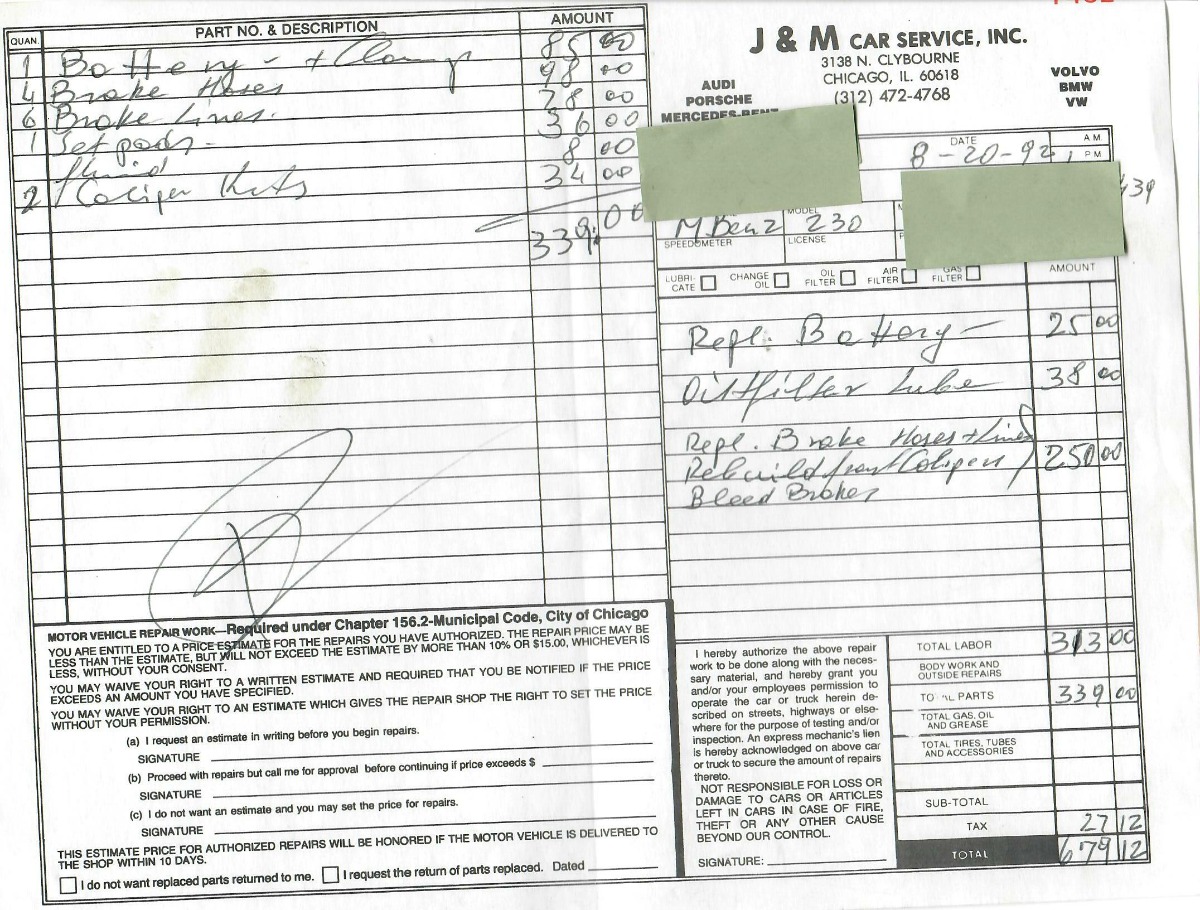 QUAN. PART NO. & DESCRIPTION AMOUNT
1 Battery - + Clamp 85 00
4 Brake Hoses 98 00
6 Brake Lines. 78 00
1 Set pads - 36 00
fluid 8 00
2 Caliper Kits 34 00
339.00
J & M CAR SERVICE, INC.
3138 N. CLYBOURNE
CHICAGO, IL. 60618
(312) 472-4768
AUDI
PORSCHE
MERCEDES-BENZ
VOLVO
BMW
VW
DATE 8-20-92 A.M.
P.M.
439
M.Benz MODEL 230
SPEEDOMETER LICENSE
LUBRI-CATE CHANGE OIL OIL FILTER AIR FILTER GAS FILTER AMOUNT
Repl. Battery - 25 00
Oil + filter Lube 38 00
Repl. Brake Hoses + Lines
Rebuild front Calipers 250 00
Bleed Brakes
MOTOR VEHICLE REPAIR WORK—Required under Chapter 156.2-Municipal Code, City of Chicago
YOU ARE ENTITLED TO A PRICE ESTIMATE FOR THE REPAIRS YOU HAVE AUTHORIZED. THE REPAIR PRICE MAY BE
LESS THAN THE ESTIMATE, BUT WILL NOT EXCEED THE ESTIMATE BY MORE THAN 10% OR $15.00, WHICHEVER IS
LESS, WITHOUT YOUR CONSENT.
YOU MAY WAIVE YOUR RIGHT TO A WRITTEN ESTIMATE AND REQUIRED THAT YOU BE NOTIFIED IF THE PRICE
EXCEEDS AN AMOUNT YOU HAVE SPECIFIED.
YOU MAY WAIVE YOUR RIGHT TO AN ESTIMATE WHICH GIVES THE REPAIR SHOP THE RIGHT TO SET THE PRICE
WITHOUT YOUR PERMISSION.
(a) I request an estimate in writing before you begin repairs.
SIGNATURE
(b) Proceed with repairs but call me for approval before continuing if price exceeds $
SIGNATURE
(c) I do not want an estimate and you may set the price for repairs.
SIGNATURE
THIS ESTIMATE PRICE FOR AUTHORIZED REPAIRS WILL BE HONORED IF THE MOTOR VEHICLE IS DELIVERED TO
THE SHOP WITHIN 10 DAYS.
I do not want replaced parts returned to me. I request the return of parts replaced. Dated
I hereby authorize the above repair
work to be done along with the neces-
sary material, and hereby grant you
and/or your employees permission to
operate the car or truck herein de-
scribed on streets, highways or else-
where for the purpose of testing and/or
inspection. An express mechanic's lien
is hereby acknowledged on above car
or truck to secure the amount of repairs
thereto.
NOT RESPONSIBLE FOR LOSS OR
DAMAGE TO CARS OR ARTICLES
LEFT IN CARS IN CASE OF FIRE,
THEFT OR ANY OTHER CAUSE
BEYOND OUR CONTROL.
SIGNATURE:
TOTAL LABOR 313 00
BODY WORK AND
OUTSIDE REPAIRS
TOTAL PARTS 339 00
TOTAL GAS, OIL
AND GREASE
TOTAL TIRES, TUBES
AND ACCESSORIES
SUB-TOTAL
TAX 27 12
TOTAL 679 12